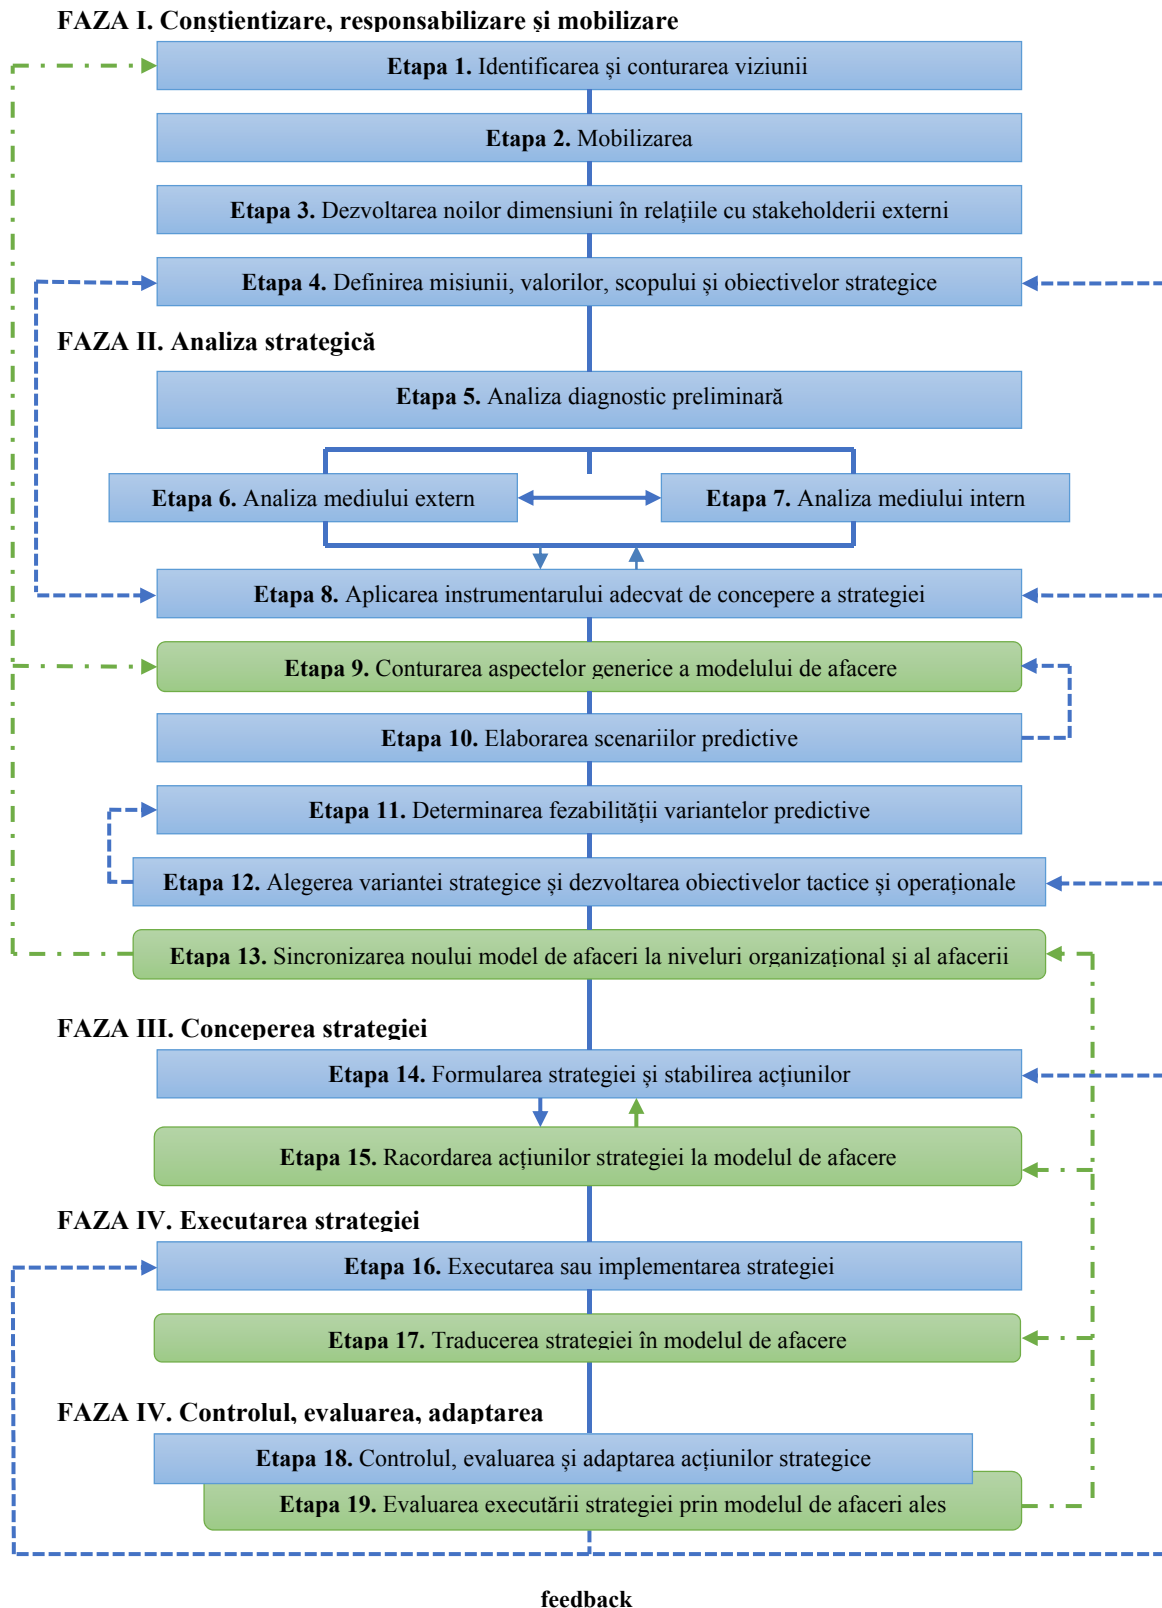 FAZA I. Conștientizare, responsabilizare și mobilizare
Etapa 1. Identificarea și conturarea viziunii
Etapa 2. Mobilizarea
Etapa 3. Dezvoltarea noilor dimensiuni în relațiile cu stakeholderii externi
Etapa 4. Definirea misiunii, valorilor, scopului și obiectivelor strategice
FAZA II. Analiza strategică
Etapa 5. Analiza diagnostic preliminară
Etapa 6. Analiza mediului extern
Etapa 7. Analiza mediului intern
Etapa 8. Aplicarea instrumentarului adecvat de concepere a strategiei
Etapa 9. Conturarea aspectelor generice a modelului de afacere
Etapa 10. Elaborarea scenariilor predictive
Etapa 11. Determinarea fezabilității variantelor predictive
Etapa 12. Alegerea variantei strategice și dezvoltarea obiectivelor tactice și operaționale
Etapa 13. Sincronizarea noului model de afaceri la niveluri organizațional și al afacerii
FAZA III. Conceperea strategiei
Etapa 14. Formularea strategiei și stabilirea acțiunilor
Etapa 15. Racordarea acțiunilor strategiei la modelul de afacere
FAZA IV. Executarea strategiei
Etapa 16. Executarea sau implementarea strategiei
Etapa 17. Traducerea strategiei în modelul de afacere
FAZA IV. Controlul, evaluarea, adaptarea
Etapa 18. Controlul, evaluarea și adaptarea acțiunilor strategice
Etapa 19. Evaluarea executării strategiei prin modelul de afaceri ales
feedback